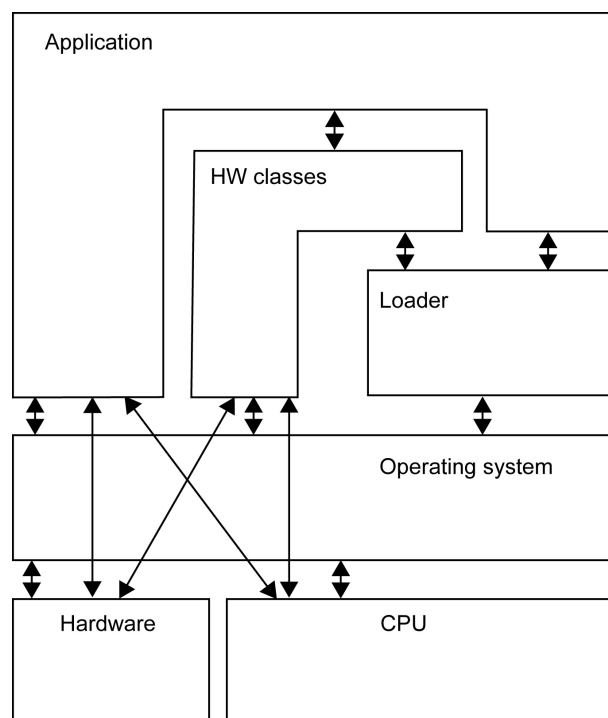 Application
HW classes
Loader
Operating system
Hardware
CPU